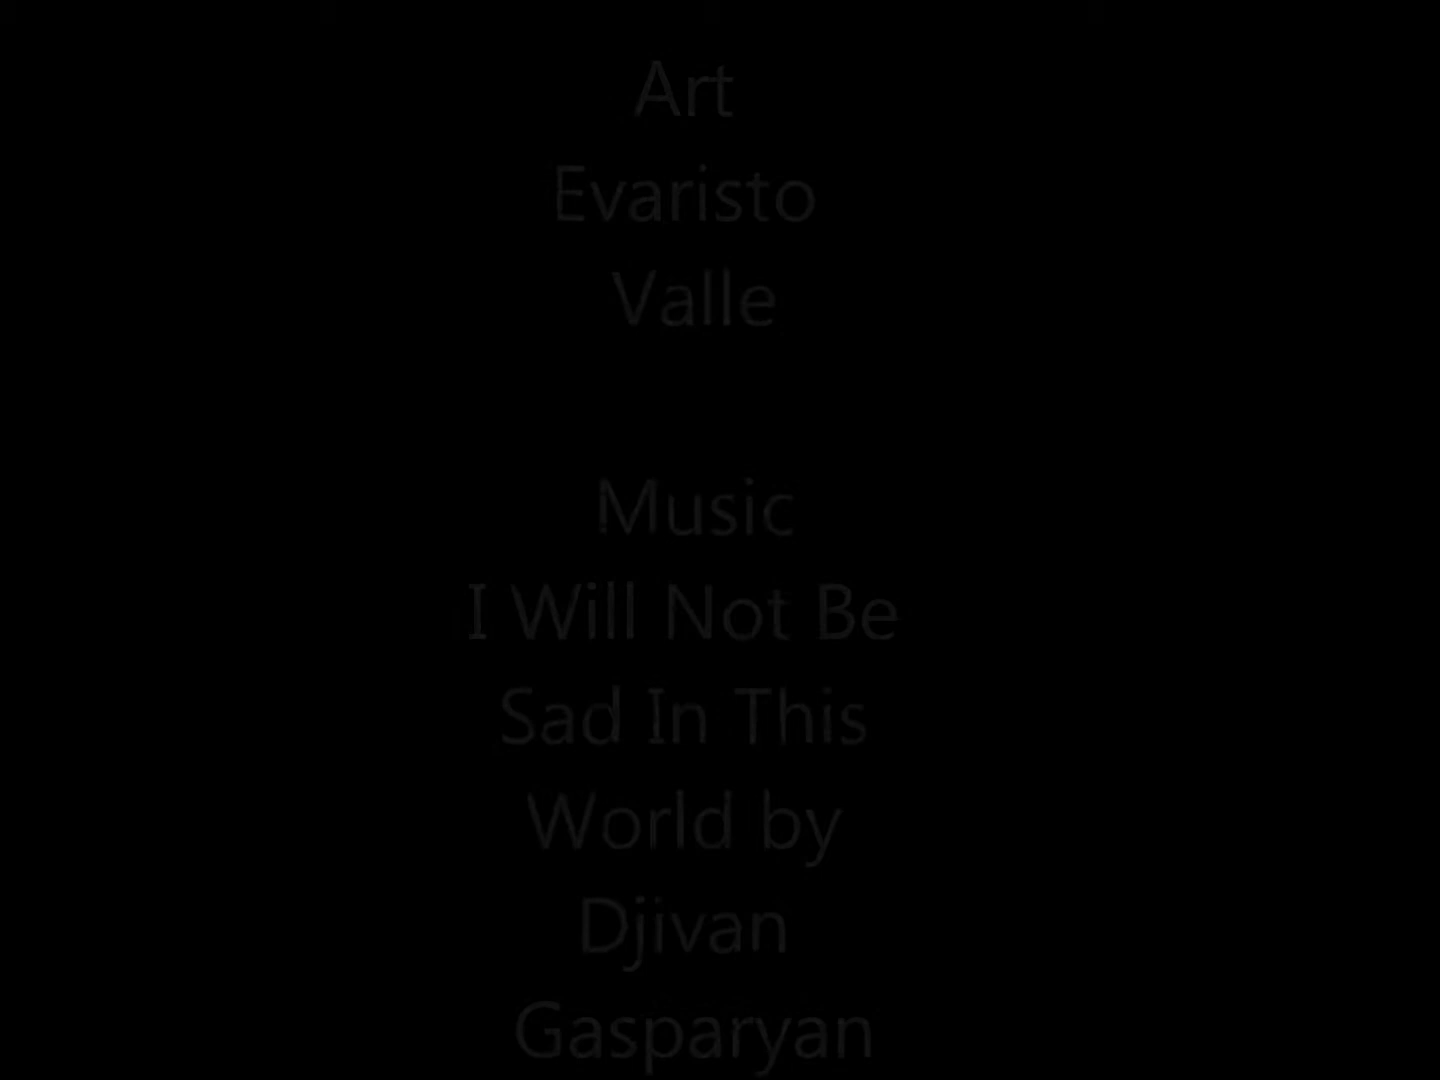 Art
Evaristo
Valle
Music
I Will Not Be
Sad In This
World by
Djivan
Gasparyan